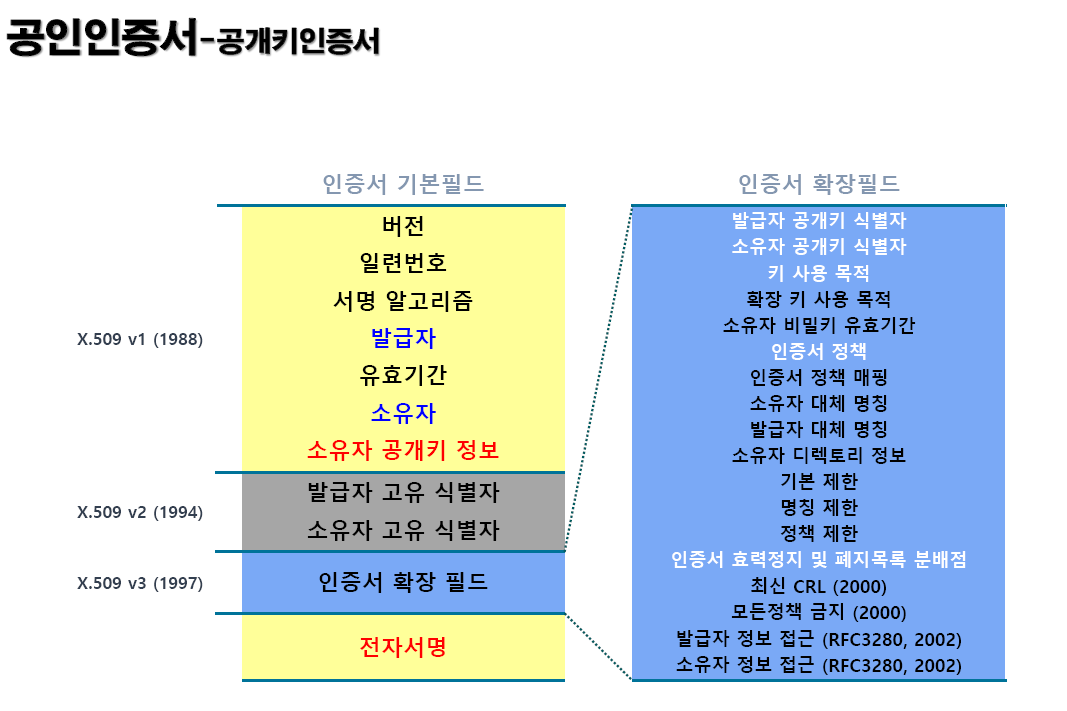 공인인증서-공개키인증서
인증서 기본필드
버전
일련번호
서명 알고리즘
발급자
유효기간
소유자
소유자 공개키 정보
발급자 고유 식별자
소유자 고유 식별자
인증서 확장 필드
전자서명
X.509 v1 (1988)
X.509 v2 (1994)
X.509 v3 (1997)
인증서 확장필드
발급자 공개키 식별자
소유자 공개키 식별자
키 사용 목적
확장 키 사용 목적
소유자 비밀키 유효기간
인증서 정책
인증서 정책 매핑
소유자 대체 명칭
발급자 대체 명칭
소유자 디렉토리 정보
기본 제한
명칭 제한
정책 제한
인증서 효력정지 및 폐지목록 분배점
최신 CRL (2000)
모든정책 금지 (2000)
발급자 정보 접근 (RFC3280, 2002)
소유자 정보 접근 (RFC3280, 2002)